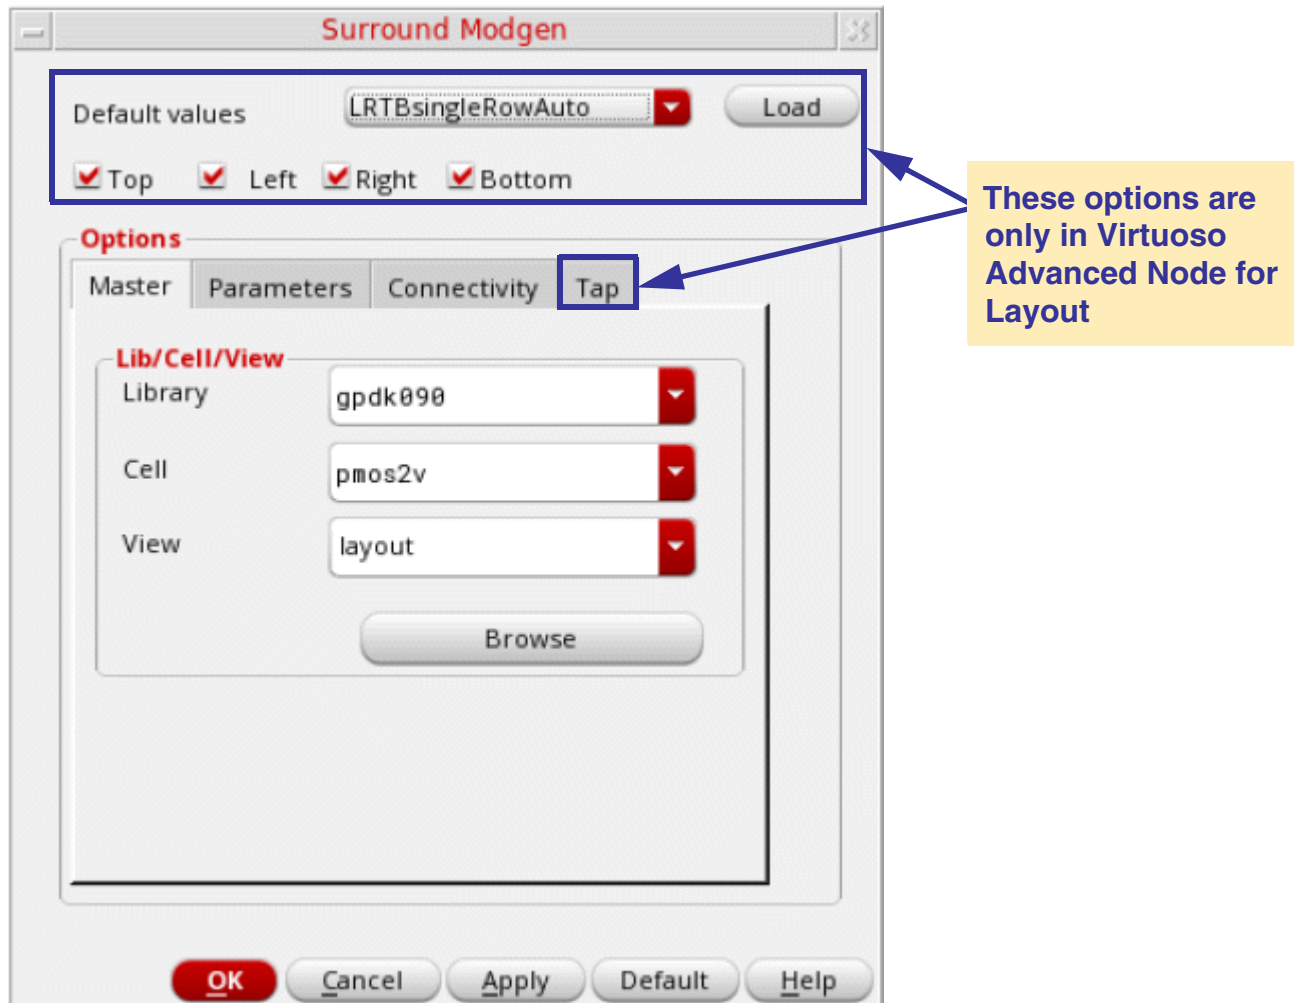 Surround Modgen
Default values LRTBsingleRowAuto Load
Top Left Right Bottom
These options are
only in Virtuoso
Advanced Node for
Layout
Options
Master Parameters Connectivity Tap
Lib/Cell/View
Library gpdk090
Cell pmos2v
View layout
Browse
OK Cancel Apply Default Help